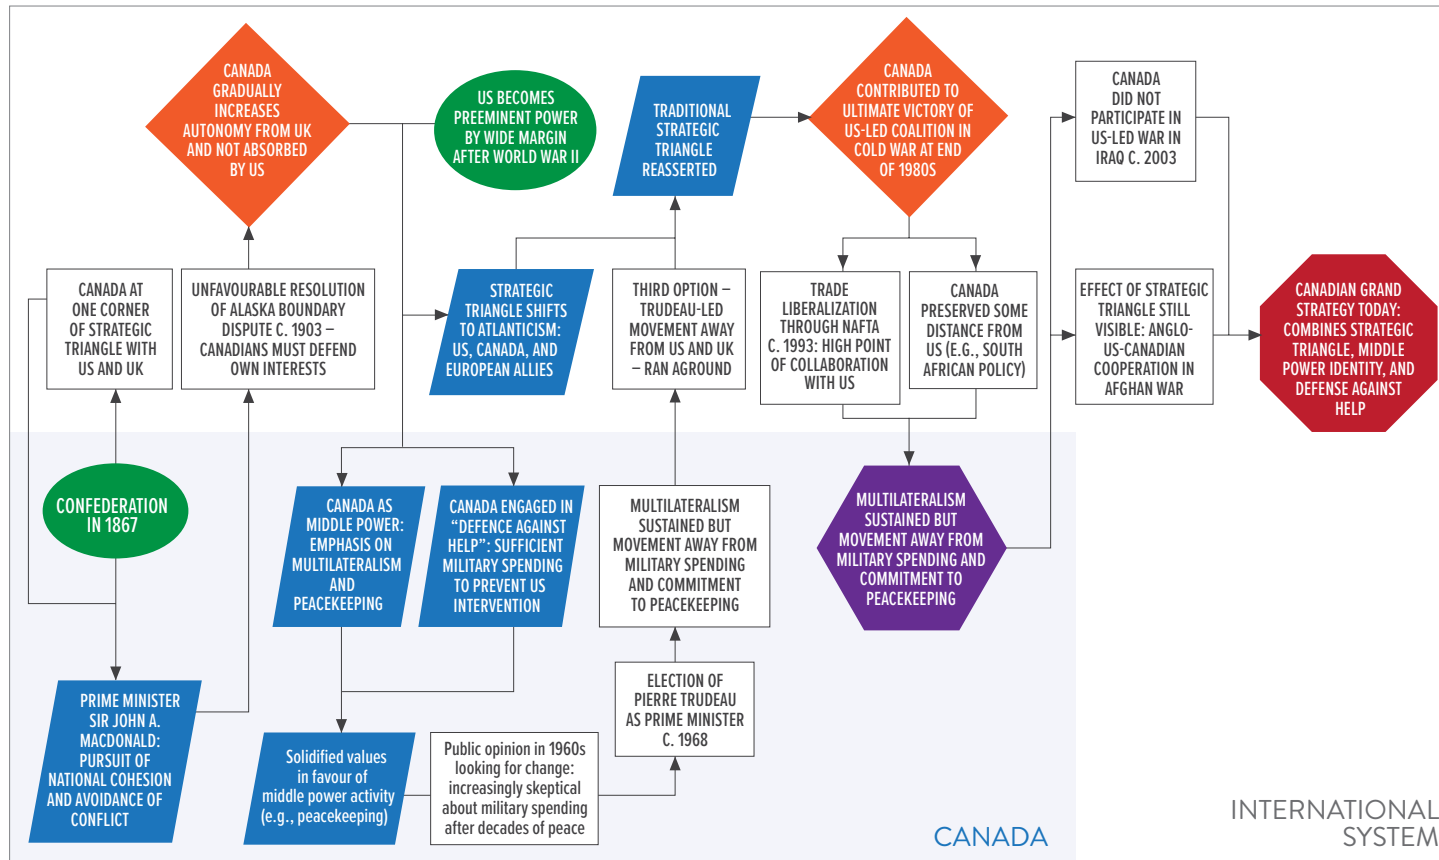 CANADA
GRADUALLY
INCREASES
AUTONOMY FROM UK
AND NOT ABSORBED
BY US
US BECOMES
PREEMINENT POWER
BY WIDE MARGIN
AFTER WORLD WAR II
TRADITIONAL
STRATEGIC
TRIANGLE
REASSERTED
CANADA
CONTRIBUTED TO
ULTIMATE VICTORY OF
US-LED COALITION IN
COLD WAR AT END
OF 1980S
CANADA
DID NOT
PARTICIPATE IN
US-LED WAR IN
IRAQ C. 2003
CANADA AT
ONE CORNER
OF STRATEGIC
TRIANGLE WITH
US AND UK
UNFAVOURABLE RESOLUTION
OF ALASKA BOUNDARY
DISPUTE C. 1903 –
CANADIANS MUST DEFEND
OWN INTERESTS
STRATEGIC
TRIANGLE SHIFTS
TO ATLANTICISM:
US, CANADA, AND
EUROPEAN ALLIES
THIRD OPTION –
TRUDEAU-LED
MOVEMENT AWAY
FROM US AND UK
– RAN AGROUND
TRADE
LIBERALIZATION
THROUGH NAFTA
C. 1993: HIGH POINT
OF COLLABORATION
WITH US
CANADA
PRESERVED SOME
DISTANCE FROM
US (E.G., SOUTH
AFRICAN POLICY)
EFFECT OF STRATEGIC
TRIANGLE STILL
VISIBLE: ANGLO-
US-CANADIAN
COOPERATION IN
AFGHAN WAR
CANADIAN GRAND
STRATEGY TODAY:
COMBINES STRATEGIC
TRIANGLE, MIDDLE
POWER IDENTITY, AND
DEFENSE AGAINST
HELP
CONFEDERATION
IN 1867
CANADA AS
MIDDLE POWER:
EMPHASIS ON
MULTILATERALISM
AND
PEACEKEEPING
CANADA ENGAGED IN
“DEFENCE AGAINST
HELP”: SUFFICIENT
MILITARY SPENDING
TO PREVENT US
INTERVENTION
MULTILATERALISM
SUSTAINED BUT
MOVEMENT AWAY FROM
MILITARY SPENDING
AND COMMITMENT
TO PEACEKEEPING
MULTILATERALISM
SUSTAINED BUT
MOVEMENT AWAY FROM
MILITARY SPENDING AND
COMMITMENT TO
PEACEKEEPING
PRIME MINISTER
SIR JOHN A.
MACDONALD:
PURSUIT OF
NATIONAL COHESION
AND AVOIDANCE OF
CONFLICT
Solidified values
in favour of
middle power activity
(e.g., peacekeeping)
Public opinion in 1960s
looking for change:
increasingly skeptical
about military spending
after decades of peace
ELECTION OF
PIERRE TRUDEAU
AS PRIME MINISTER
C. 1968
CANADA
INTERNATIONAL
SYSTEM